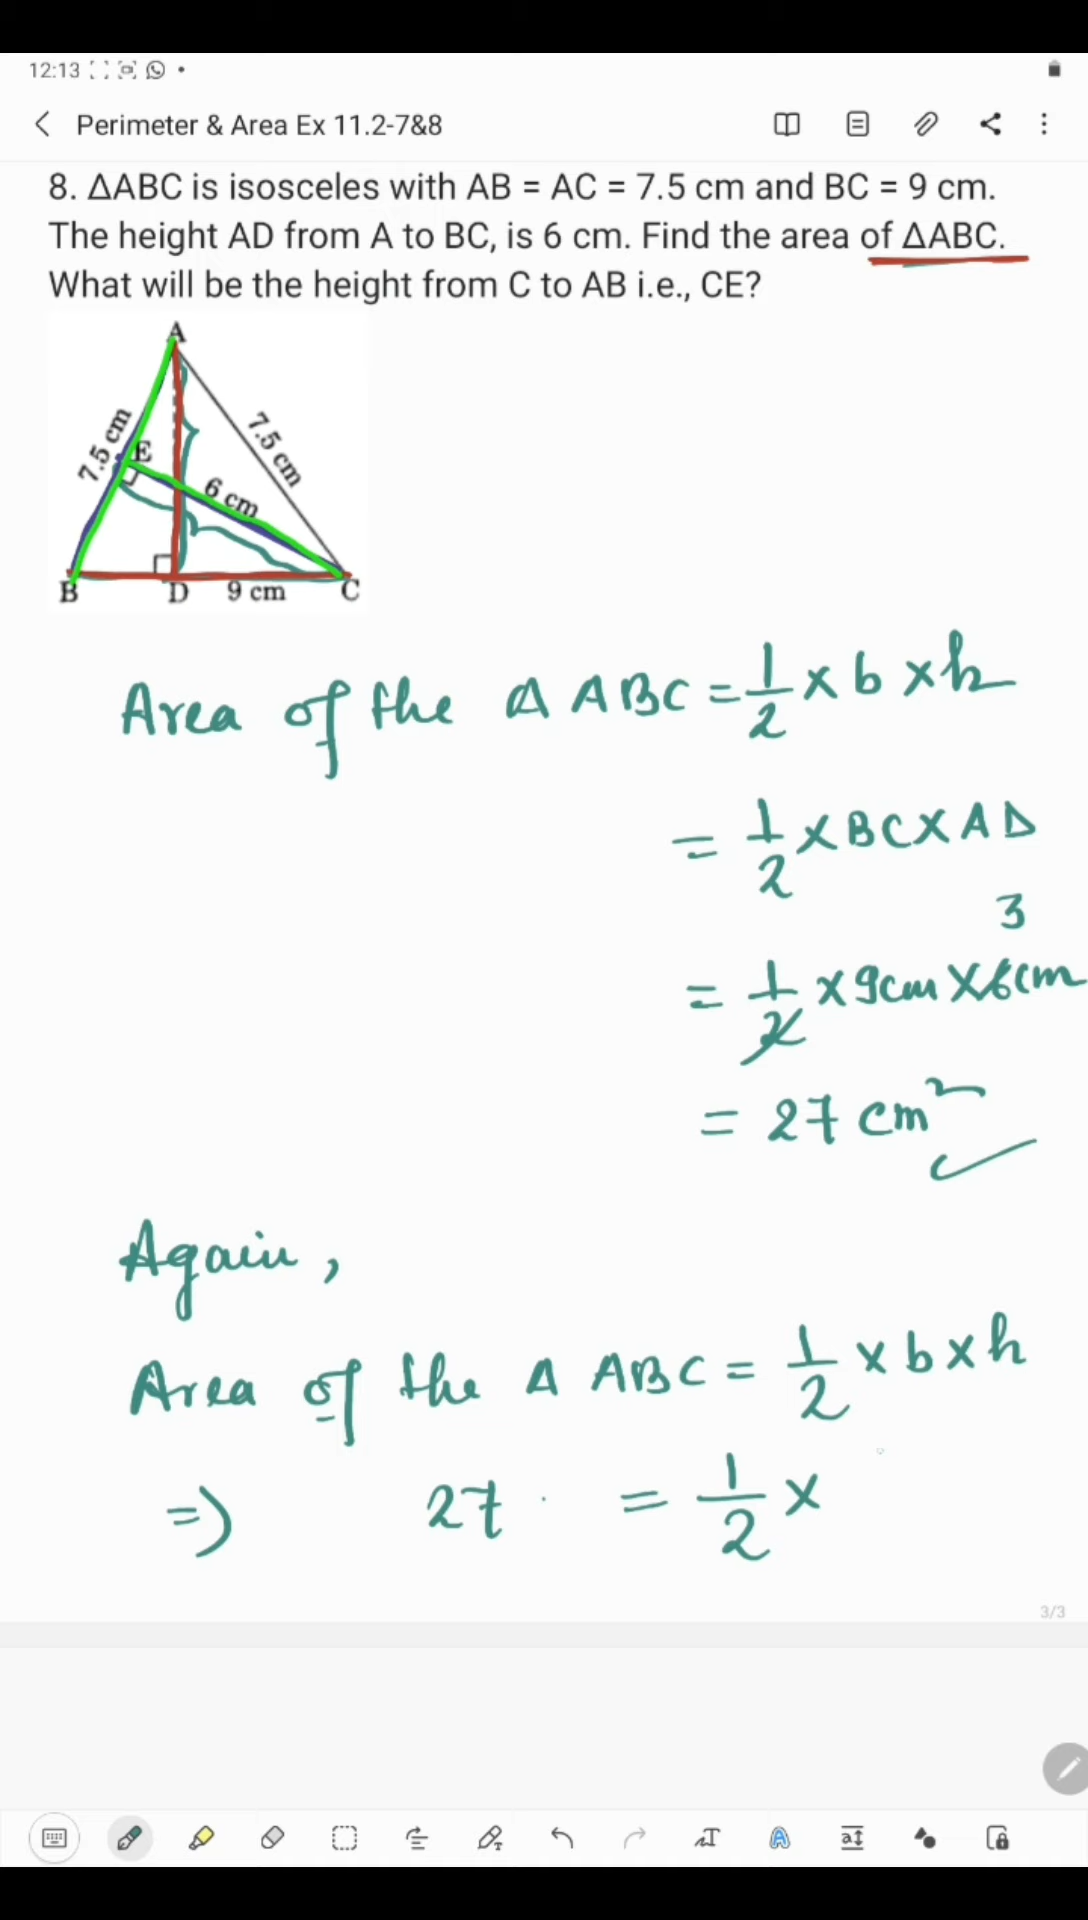 12:13
Perimeter & Area Ex 11.2-7&8
8. ΔABC is isosceles with AB = AC = 7.5 cm and BC = 9 cm.
The height AD from A to BC, is 6 cm. Find the area of ΔABC.
What will be the height from C to AB i.e., CE?
A
7.5 cm
E
7.5 cm
6 cm
B
D
9 cm
C
Area of the Δ ABC = 1/2 × b × h
= 1/2 × BC × AD
3
= 1/2 × 9cm × 6cm
= 27 cm²
Again,
Area of the Δ ABC = 1/2 × b × h
⇒ 27 = 1/2 ×
3/3